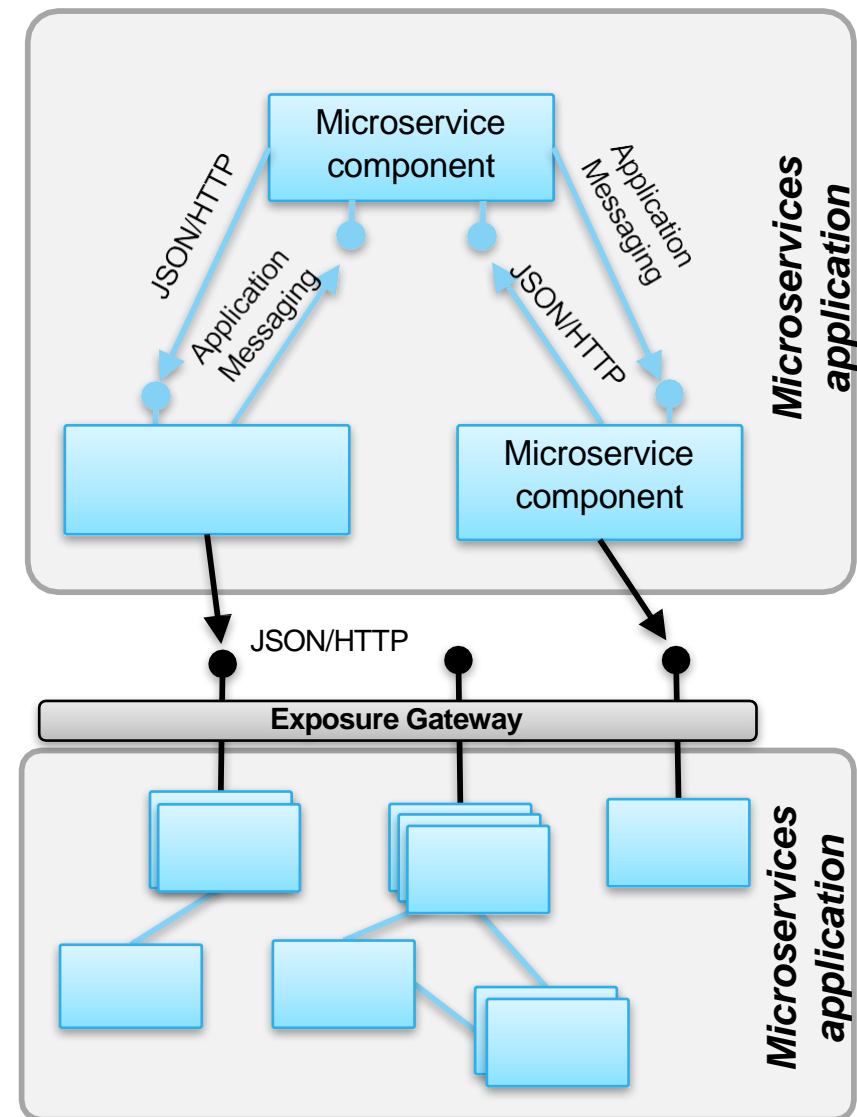 Microservice
component
JSON/HTTP
Application
Messaging
JSON/HTTP
Application
Messaging
Microservices
application
Microservice
component
JSON/HTTP
Exposure Gateway
Microservices
application